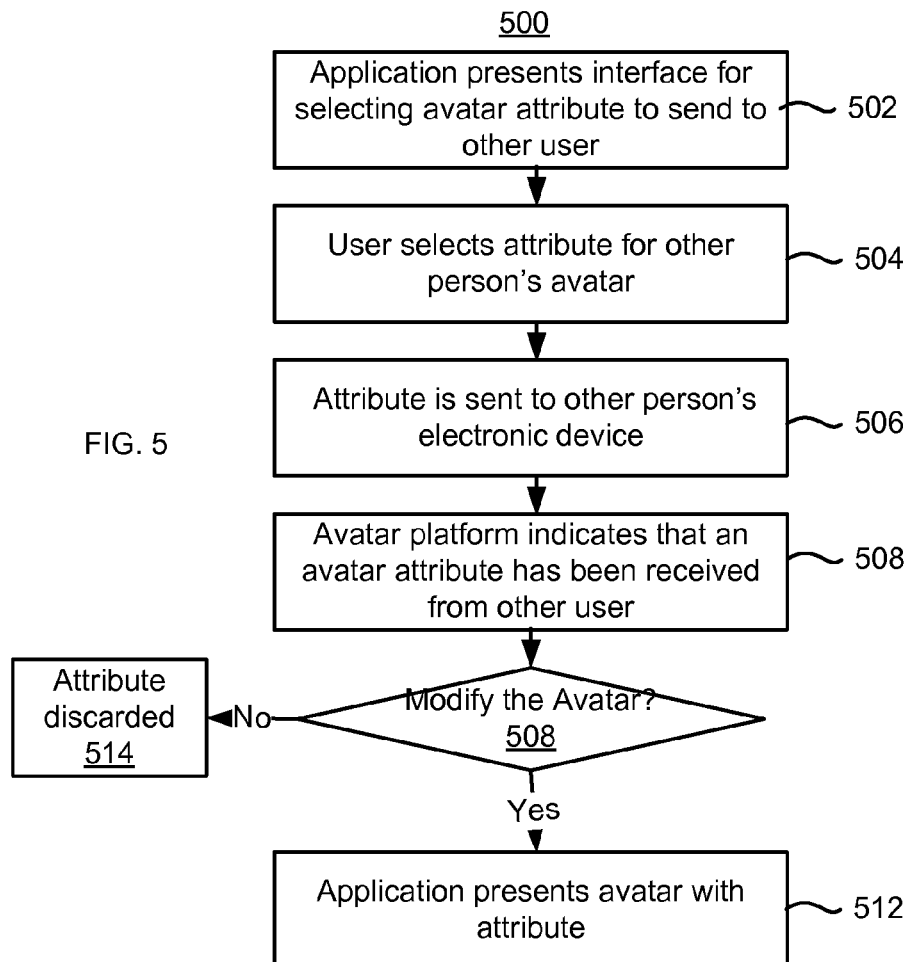 500
Application presents interface for
selecting avatar attribute to send to
other user
502
User selects attribute for other
person's avatar
504
Attribute is sent to other person's
electronic device
506
FIG. 5
Avatar platform indicates that an
avatar attribute has been received
from other user
508
Attribute
discarded
514
No
Modify the Avatar?
508
Yes
Application presents avatar with
attribute
512